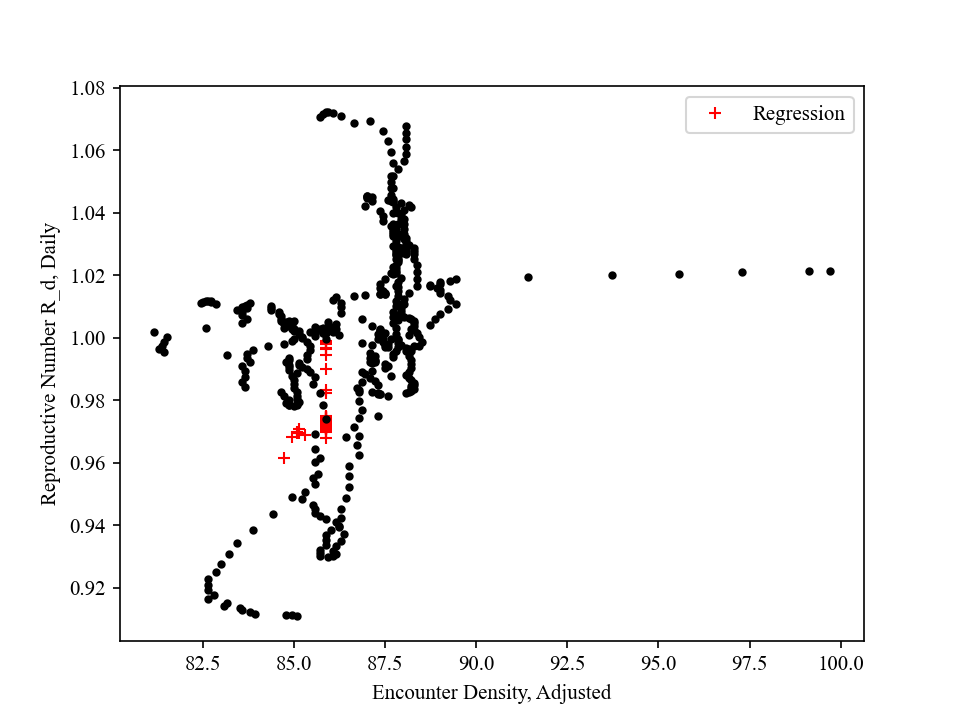 1.08
1.06
1.04
1.02
1.00
0.98
0.96
0.94
0.92
Reproductive Number R_d, Daily
Regression
82.5 85.0 87.5 90.0 92.5 95.0 97.5 100.0
Encounter Density, Adjusted